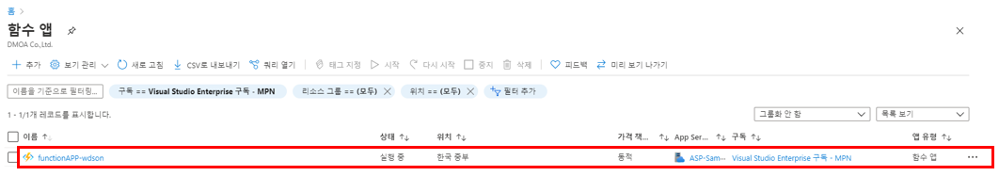 홈 >
함수 앱
DMOA Co.,Ltd.
추가 보기 관리 새로 고침 CSV로 내보내기 쿼리 열기 태그 지정 시작 다시 시작 중지 삭제 피드백 미리 보기 나가기
이름을 기준으로 필터링... 구독 == Visual Studio Enterprise 구독 - MPN 리소스 그룹 == (모두) 위치 == (모두) 필터 추가
1 - 1/1개 레코드를 표시합니다. 그룹화 안 함 목록 보기
이름 ↑↓ 상태 ↑↓ 위치 ↑↓ 가격 책... ↑↓ App Ser... ↑↓ 구독 ↑↓ 앱 유형 ↑↓
functionAPP-wdson 실행 중 한국 중부 동적 ASP-Sam... Visual Studio Enterprise 구독 - MPN 함수 앱 ...